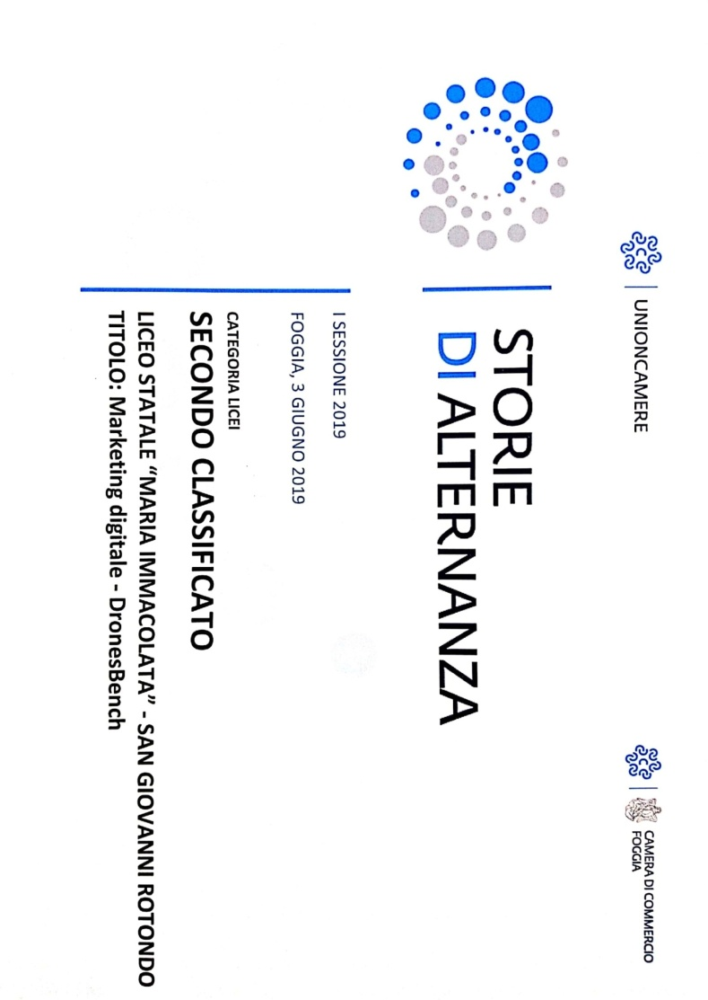 UNIONCAMERE
CAMERA DI COMMERCIO
FOGGIA
STORIE
DI ALTERNANZA
I SESSIONE 2019
FOGGIA, 3 GIUGNO 2019
CATEGORIA LICEI
SECONDO CLASSIFICATO
LICEO STATALE “MARIA IMMACOLATA” - SAN GIOVANNI ROTONDO
TITOLO: Marketing digitale - DronesBench